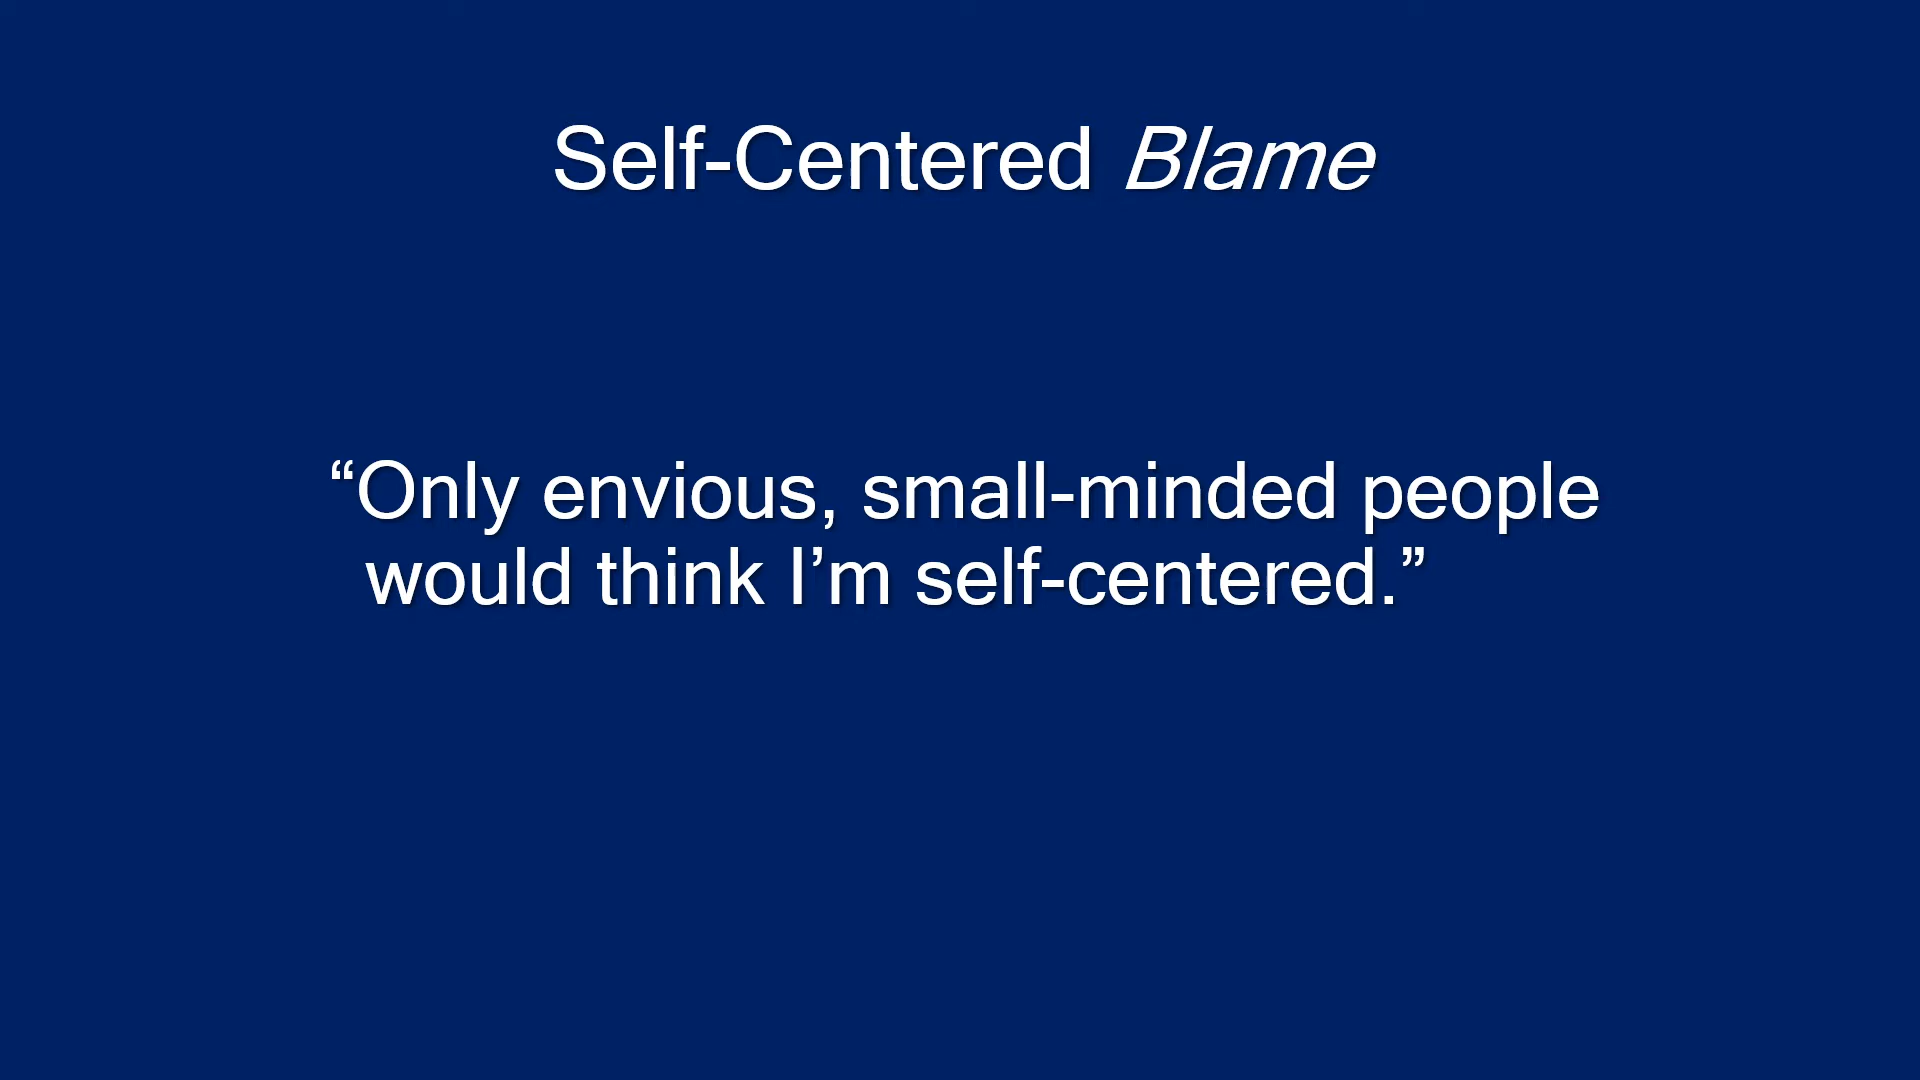 Self-Centered Blame
“Only envious, small-minded people
would think I’m self-centered.”